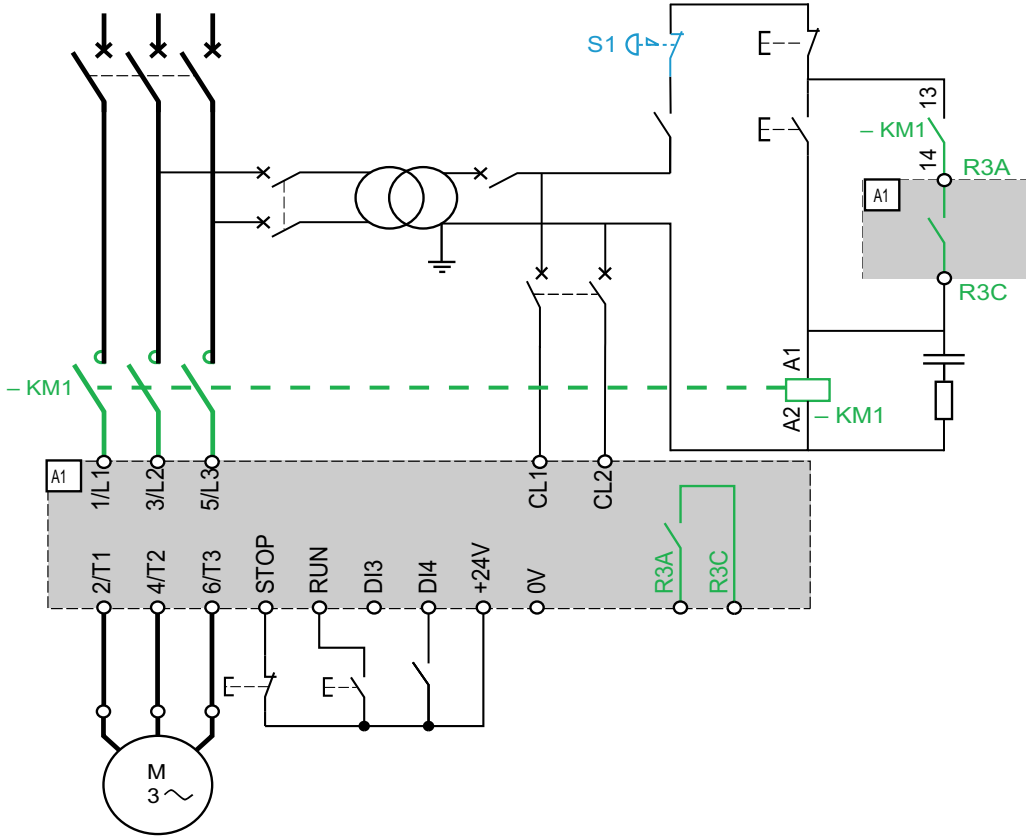 S1
13
– KM1
14
R3A
A1
R3C
– KM1
A1
A2
– KM1
A1
1/L1
3/L2
5/L3
CL1
CL2
2/T1
4/T2
6/T3
STOP
RUN
DI3
DI4
+24V
0V
R3A
R3C
M
3